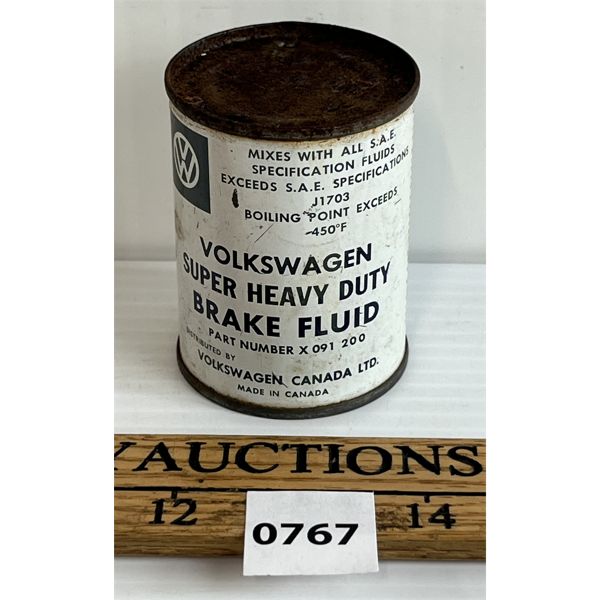 VW
MIXES WITH ALL S.A.E.
SPECIFICATION FLUIDS
EXCEEDS S.A.E. SPECIFICATIONS
J1703
BOILING POINT EXCEEDS
450°F
VOLKSWAGEN
SUPER HEAVY DUTY
BRAKE FLUID
PART NUMBER X 091 200
DISTRIBUTED BY
VOLKSWAGEN CANADA LTD.
MADE IN CANADA
AUCTIONS
12 14
0767